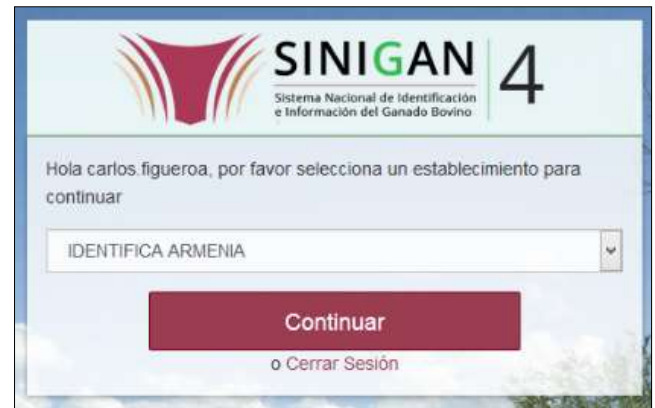 SINIGAN 4
Sistema Nacional de Identificación
e Información del Ganado Bovino
Hola carlos.figueroa, por favor selecciona un establecimiento para
continuar
IDENTIFICA ARMENIA
Continuar
o Cerrar Sesión